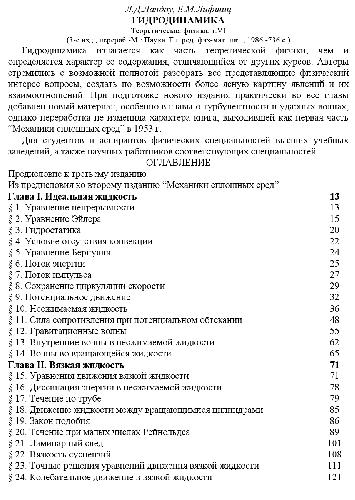 Л.Д.Ландау, Е.М.Лифшиц
ГИДРОДИНАМИКА
Теоретическая физика, т.VI
(3-е изд., перераб.-М.: Наука. Гл. ред. физ-мат. лит., 1986.-736 с.)
Гидродинамика излагается как часть теоретической физики, чем и
определяется характер ее содержания, отличающийся от других курсов. Авторы
стремились с возможной полнотой разобрать все представляющие физический
интерес вопросы, создать по возможности более ясную картину явлений и их
взаимоотношений. При подготовке нового издания практически во все главы
добавлен новый материал, особенно в главы о турбулентности и ударных волнах,
однако переработка не изменила характера книги, выходившей как первая часть
"Механики сплошных сред" в 1953 г.
Для студентов и аспирантов физических специальностей высших учебных
заведений, а также научных работников соответствующих специальностей.
ОГЛАВЛЕНИЕ
Предисловие к третьему изданию
Из предисловия ко второму изданию "Механики сплошных сред"
Глава I. Идеальная жидкость 13
§ 1. Уравнение непрерывности 13
§ 2. Уравнение Эйлера 15
§ 3. Гидростатика 20
§ 4. Условие отсутствия конвекции 22
§ 5. Уравнение Бернулли 24
§ 6. Поток энергии 25
§ 7. Поток импульса 27
§ 8. Сохранение циркуляции скорости 29
§ 9. Потенциальное движение 32
§ 10. Несжимаемая жидкость 36
§ 11. Сила сопротивления при потенциальном обтекании 48
§ 12. Гравитационные волны 55
§ 13. Внутренние волны в несжимаемой жидкости 62
§ 14. Волны во вращающейся жидкости 65
Глава II. Вязкая жидкость 71
§ 15. Уравнения движения вязкой жидкости 71
§ 16. Диссипация энергии в несжимаемой жидкости 78
§ 17. Течение по трубе 79
§ 18. Движение жидкости между вращающимися цилиндрами 85
§ 19. Закон подобия 86
§ 20. Течение при малых числах Рейнольдса 89
§ 21. Ламинарный след 101
§ 22. Вязкость суспензий 108
§ 23. Точные решения уравнений движения вязкой жидкости 111
§ 24. Колебательное движение в вязкой жидкости 121